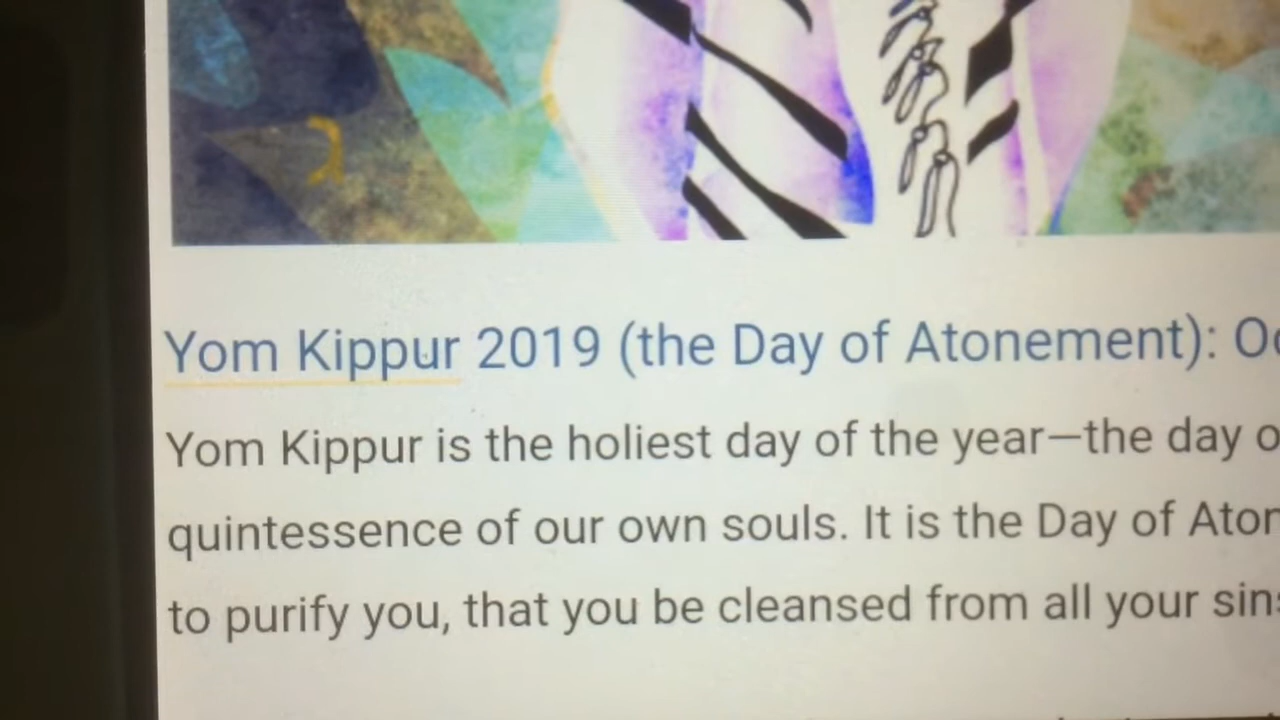 Yom Kippur 2019 (the Day of Atonement):
Yom Kippur is the holiest day of the year—the day
quintessence of our own souls. It is the Day of
to purify you, that you be cleansed from all your